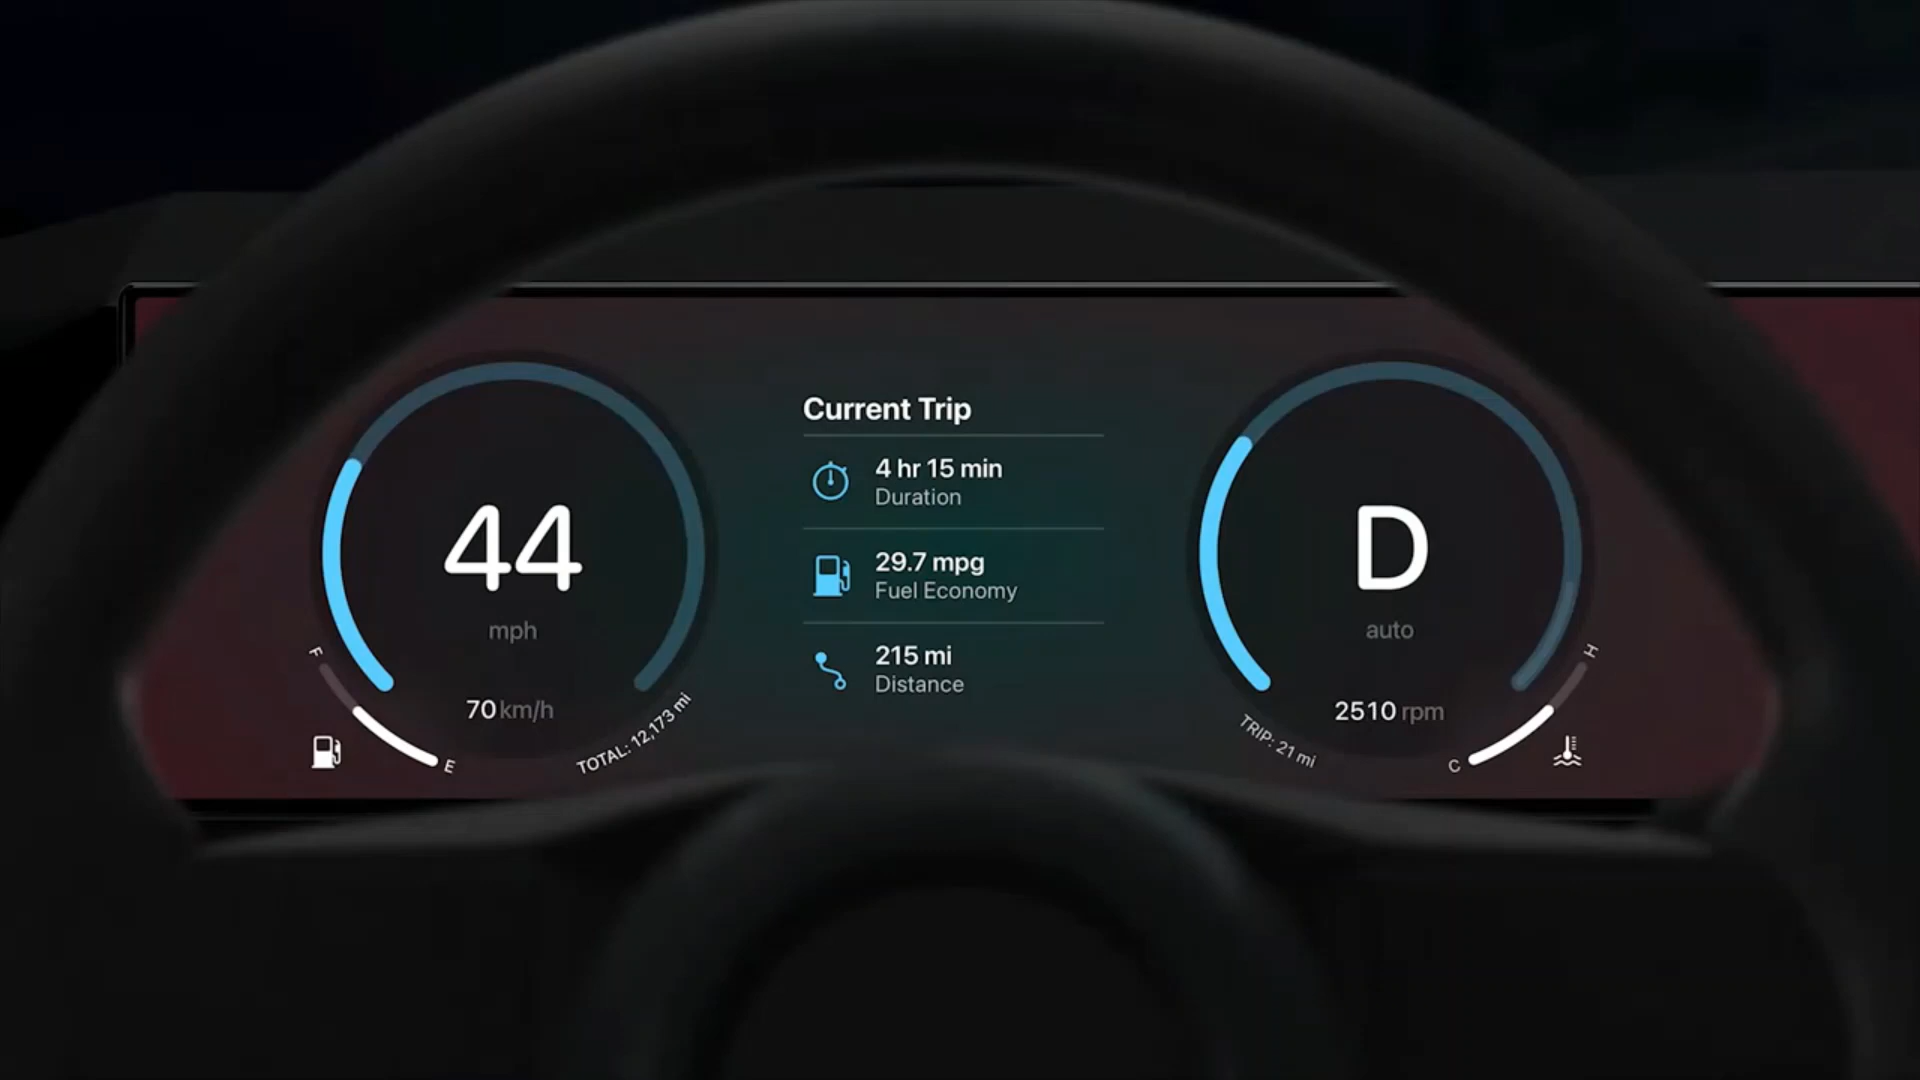 44
mph
70 km/h
F
E
TOTAL: 12,173 mi
Current Trip
4 hr 15 min
Duration
29.7 mpg
Fuel Economy
215 mi
Distance
D
auto
2510 rpm
TRIP: 21 mi
C
H